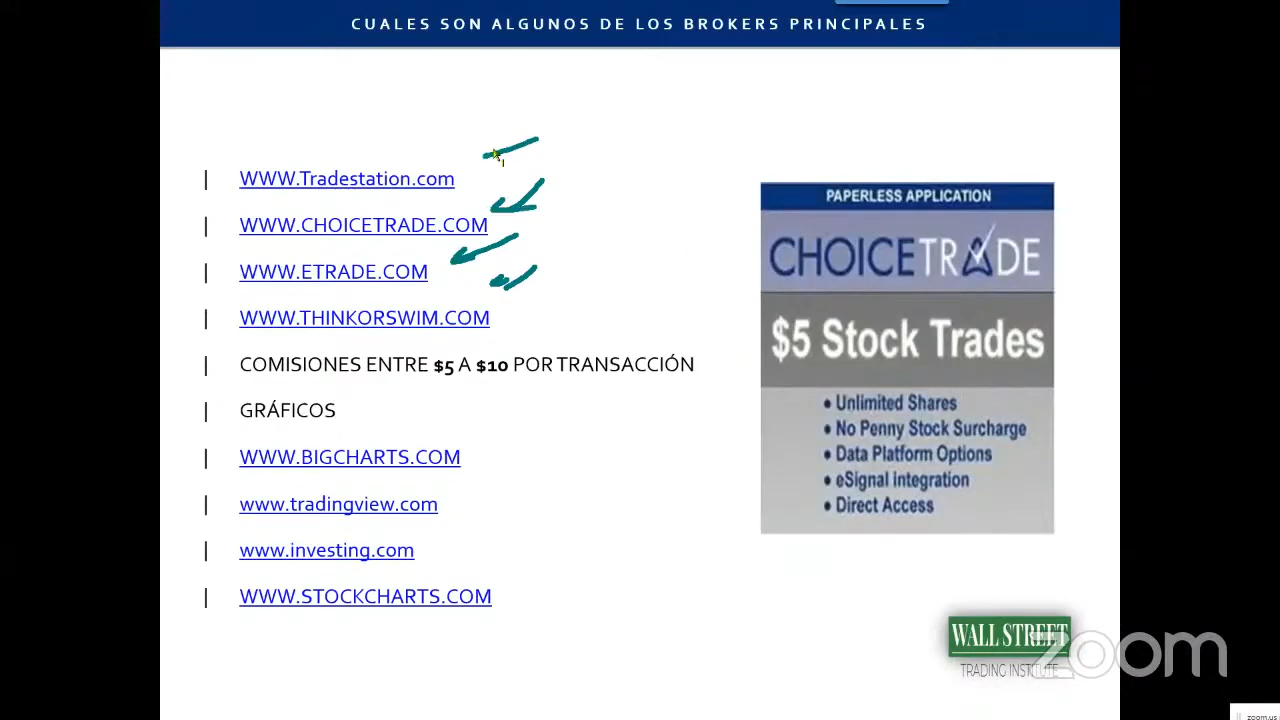 CUALES SON ALGUNOS DE LOS BROKERS PRINCIPALES
| WWW.Tradestation.com
| WWW.CHOICETRADE.COM
| WWW.ETRADE.COM
| WWW.THINKORSWIM.COM
| COMISIONES ENTRE $5 A $10 POR TRANSACCIÓN
| GRÁFICOS
| WWW.BIGCHARTS.COM
| www.tradingview.com
| www.investing.com
| WWW.STOCKCHARTS.COM
PAPERLESS APPLICATION
CHOICETRADE
$5 Stock Trades
• Unlimited Shares
• No Penny Stock Surcharge
• Data Platform Options
• eSignal integration
• Direct Access
WALL STREET
TRADING INSTITUTE
zoom
zoom.us